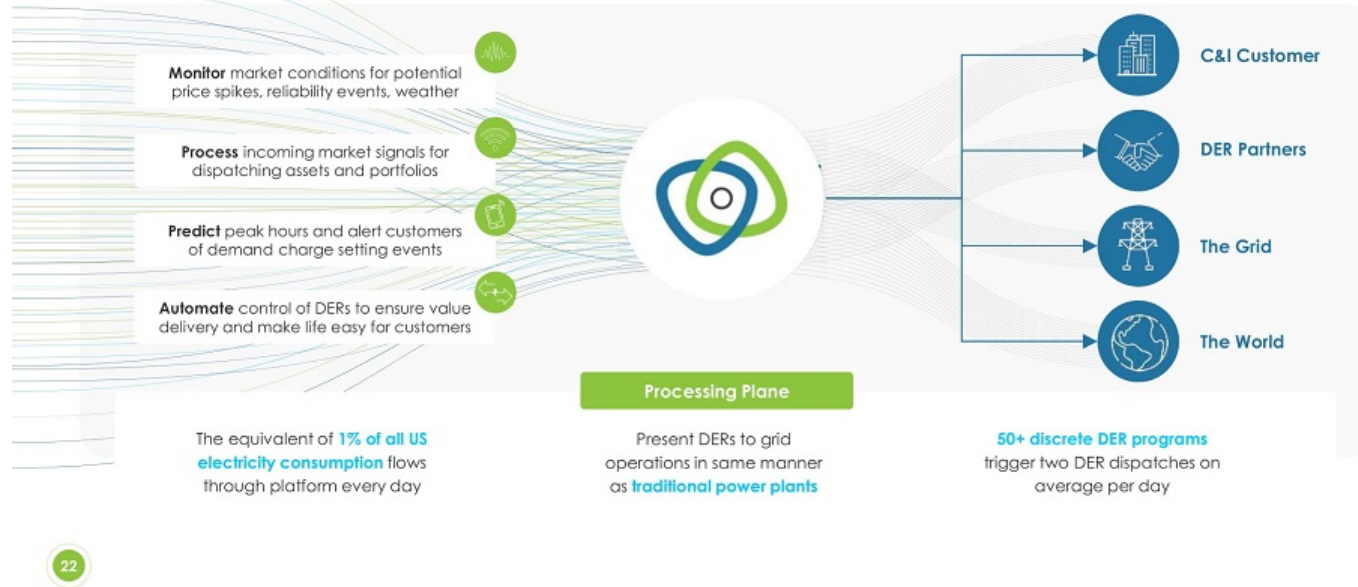 Monitor market conditions for potential
price spikes, reliability events, weather
Process incoming market signals for
dispatching assets and portfolios
Predict peak hours and alert customers
of demand charge setting events
Automate control of DERs to ensure value
delivery and make life easy for customers
C&I Customer
DER Partners
The Grid
The World
Processing Plane
The equivalent of 1% of all US
electricity consumption flows
through platform every day
Present DERs to grid
operations in same manner
as traditional power plants
50+ discrete DER programs
trigger two DER dispatches on
average per day
22